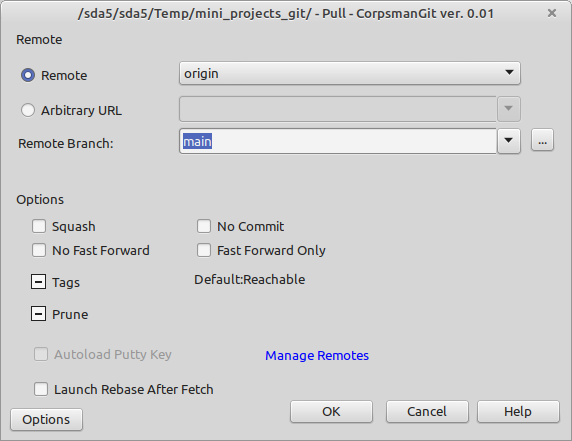 /sda5/sda5/Temp/mini_projects_git/ - Pull - CorpsmanGit ver. 0.01
Remote
Remote origin
Arbitrary URL
Remote Branch: main ...
Options
Squash No Commit
No Fast Forward Fast Forward Only
Tags Default:Reachable
Prune
Autoload Putty Key Manage Remotes
Launch Rebase After Fetch
Options OK Cancel Help